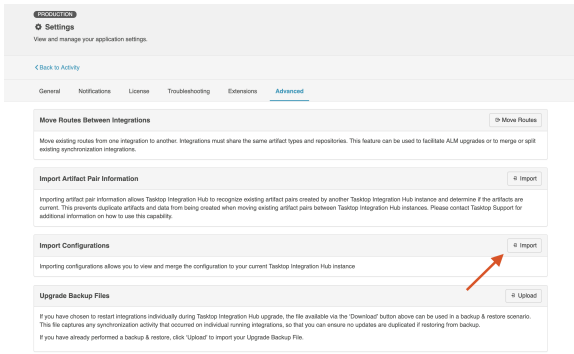 PRODUCTION
Settings
View and manage your application settings.
Back to Activity
General Notifications License Troubleshooting Extensions Advanced
Move Routes Between Integrations
Move Routes
Move existing routes from one integration to another. Integrations must share the same artifact types and repositories. This feature can be used to facilitate ALM upgrades or to merge or split
existing synchronization integrations.
Import Artifact Pair Information
Import
Importing artifact pair information allows Tasktop Integration Hub to recognize existing artifact pairs created by another Tasktop Integration Hub instance and determine if the artifacts are
current. This prevents duplicate artifacts and data from being created when moving existing artifact pairs between Tasktop Integration Hub instances. Please contact Tasktop Support for
additional information on how to use this capability.
Import Configurations
Import
Importing configurations allows you to view and merge the configuration to your current Tasktop Integration Hub instance
Upgrade Backup Files
Upload
If you have chosen to restart integrations individually during Tasktop Integration Hub upgrade, the file available via the 'Download' button above can be used in a backup & restore scenario.
This file captures any synchronization activity that occurred on individual running integrations, so that you can ensure no updates are duplicated if restoring from backup.
If you have already performed a backup & restore, click 'Upload' to import your Upgrade Backup File.